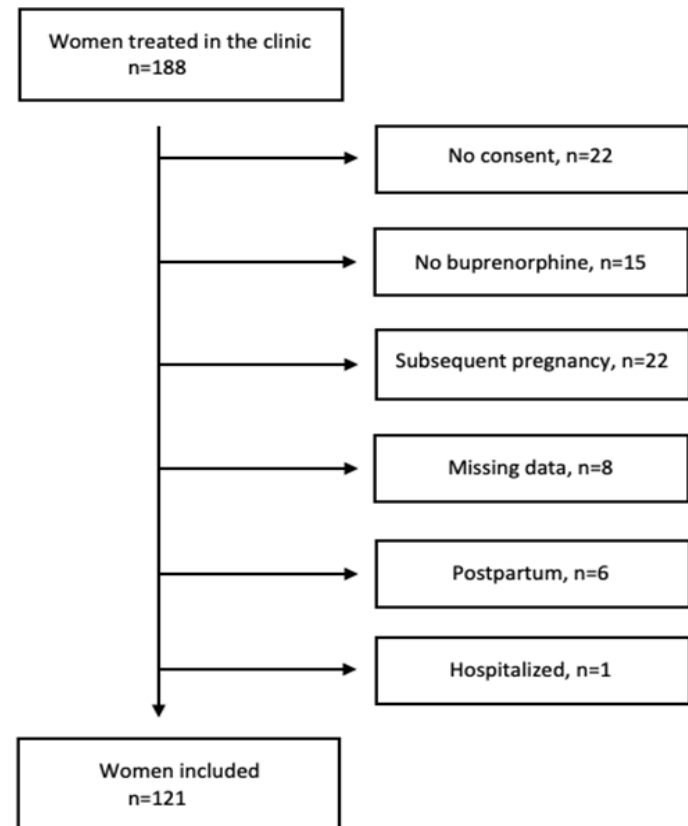 Women treated in the clinic
n=188
No consent, n=22
No buprenorphine, n=15
Subsequent pregnancy, n=22
Missing data, n=8
Postpartum, n=6
Hospitalized, n=1
Women included
n=121